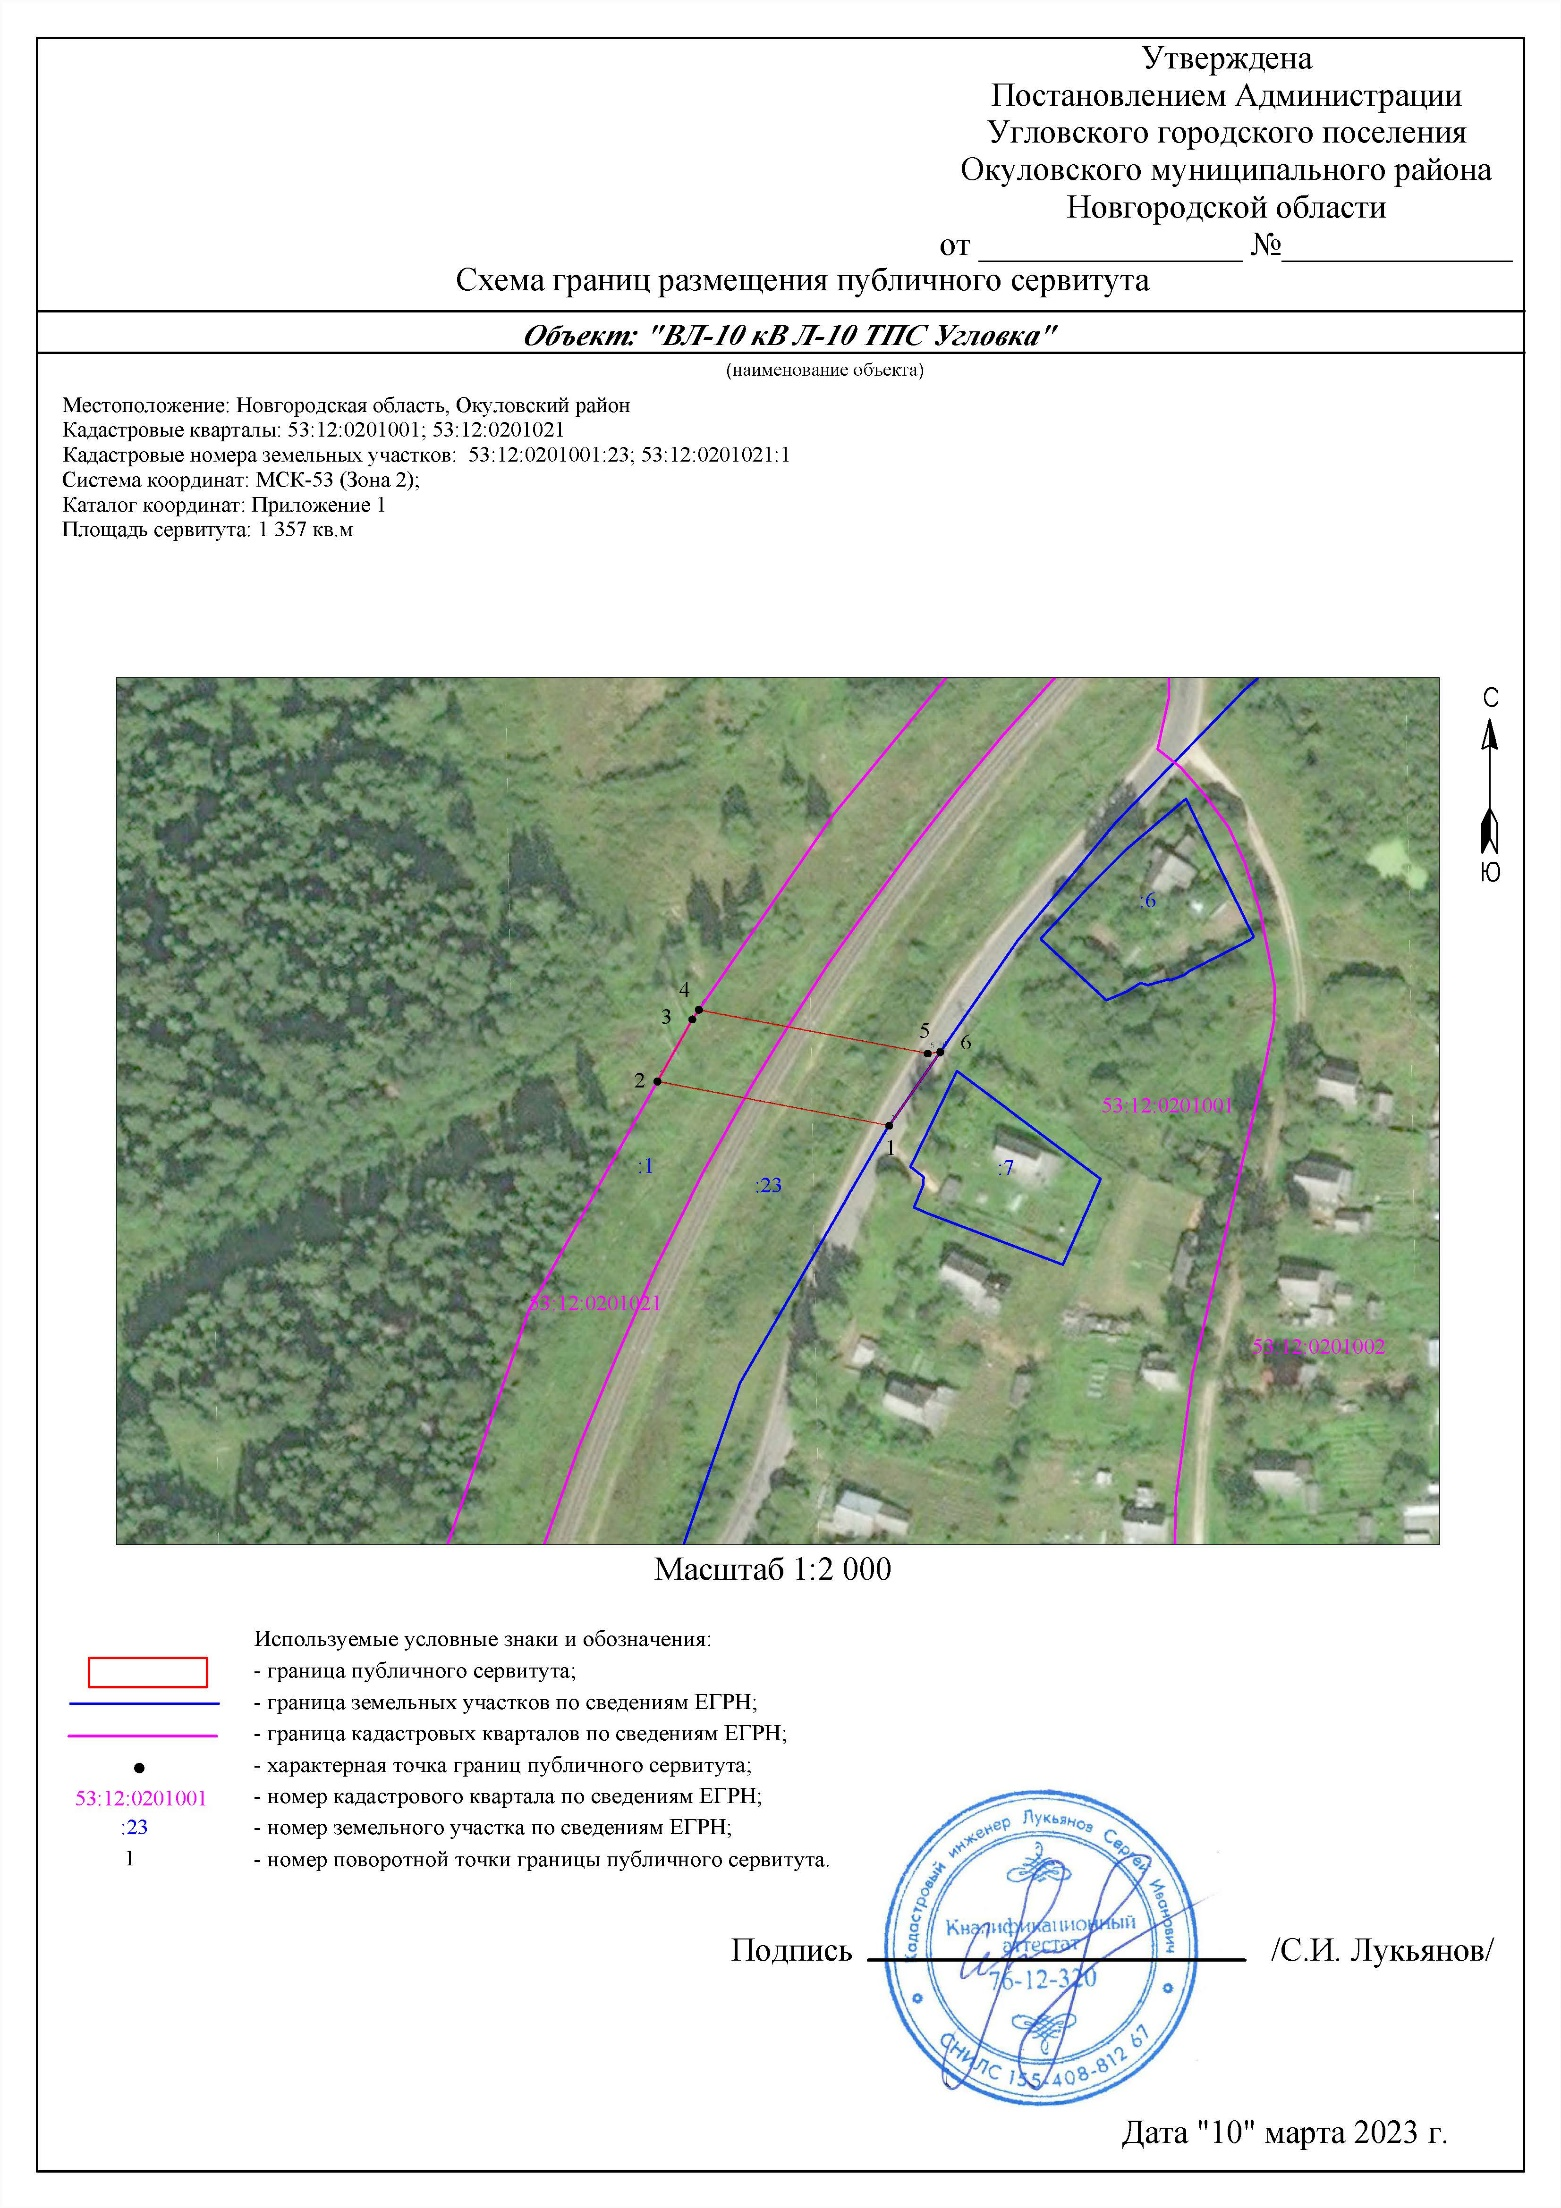 Утверждена
Постановлением Администрации
Угловского городского поселения
Окуловского муниципального района
Новгородской области
от ________________ №______________
Схема границ размещения публичного сервитута
Объект: "ВЛ-10 кВ Л-10 ТПС Угловка"
(наименование объекта)
Местоположение: Новгородская область, Окуловский район
Кадастровые кварталы: 53:12:0201001; 53:12:0201021
Кадастровые номера земельных участков:  53:12:0201001:23; 53:12:0201021:1
Система координат: МСК-53 (Зона 2);
Каталог координат: Приложение 1
Площадь сервитута: 1 357 кв.м
С
Ю
:6
4
3
5
6
2
53:12:0201001
1
:1
:7
:23
53:12:0201021
53:12:0201002
Масштаб 1:2 000
Используемые условные знаки и обозначения:
- граница публичного сервитута;
- граница земельных участков по сведениям ЕГРН;
- граница кадастровых кварталов по сведениям ЕГРН;
- характерная точка границ публичного сервитута;
53:12:0201001 - номер кадастрового квартала по сведениям ЕГРН;
:23 - номер земельного участка по сведениям ЕГРН;
1 - номер поворотной точки границы публичного сервитута.
Кадастровый инженер Лукьянов Сергей Иванович
Квалификационный
аттестат
76-12-320
СНИЛС 155-408-812 67
Подпись /С.И. Лукьянов/
Дата "10" марта 2023 г.